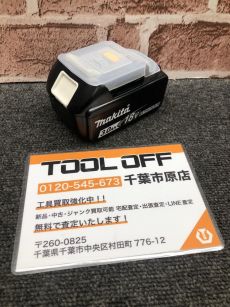 makita
3.0Ah
18V
TOOL OFF
0120-545-673 千葉市原店
工具買取強化中!!
新品・中古・ジャンク買取可能 宅配査定・出張査定・LINE査定
無料で査定いたします!
〒260-0825
千葉県千葉市中央区村田町 776-12